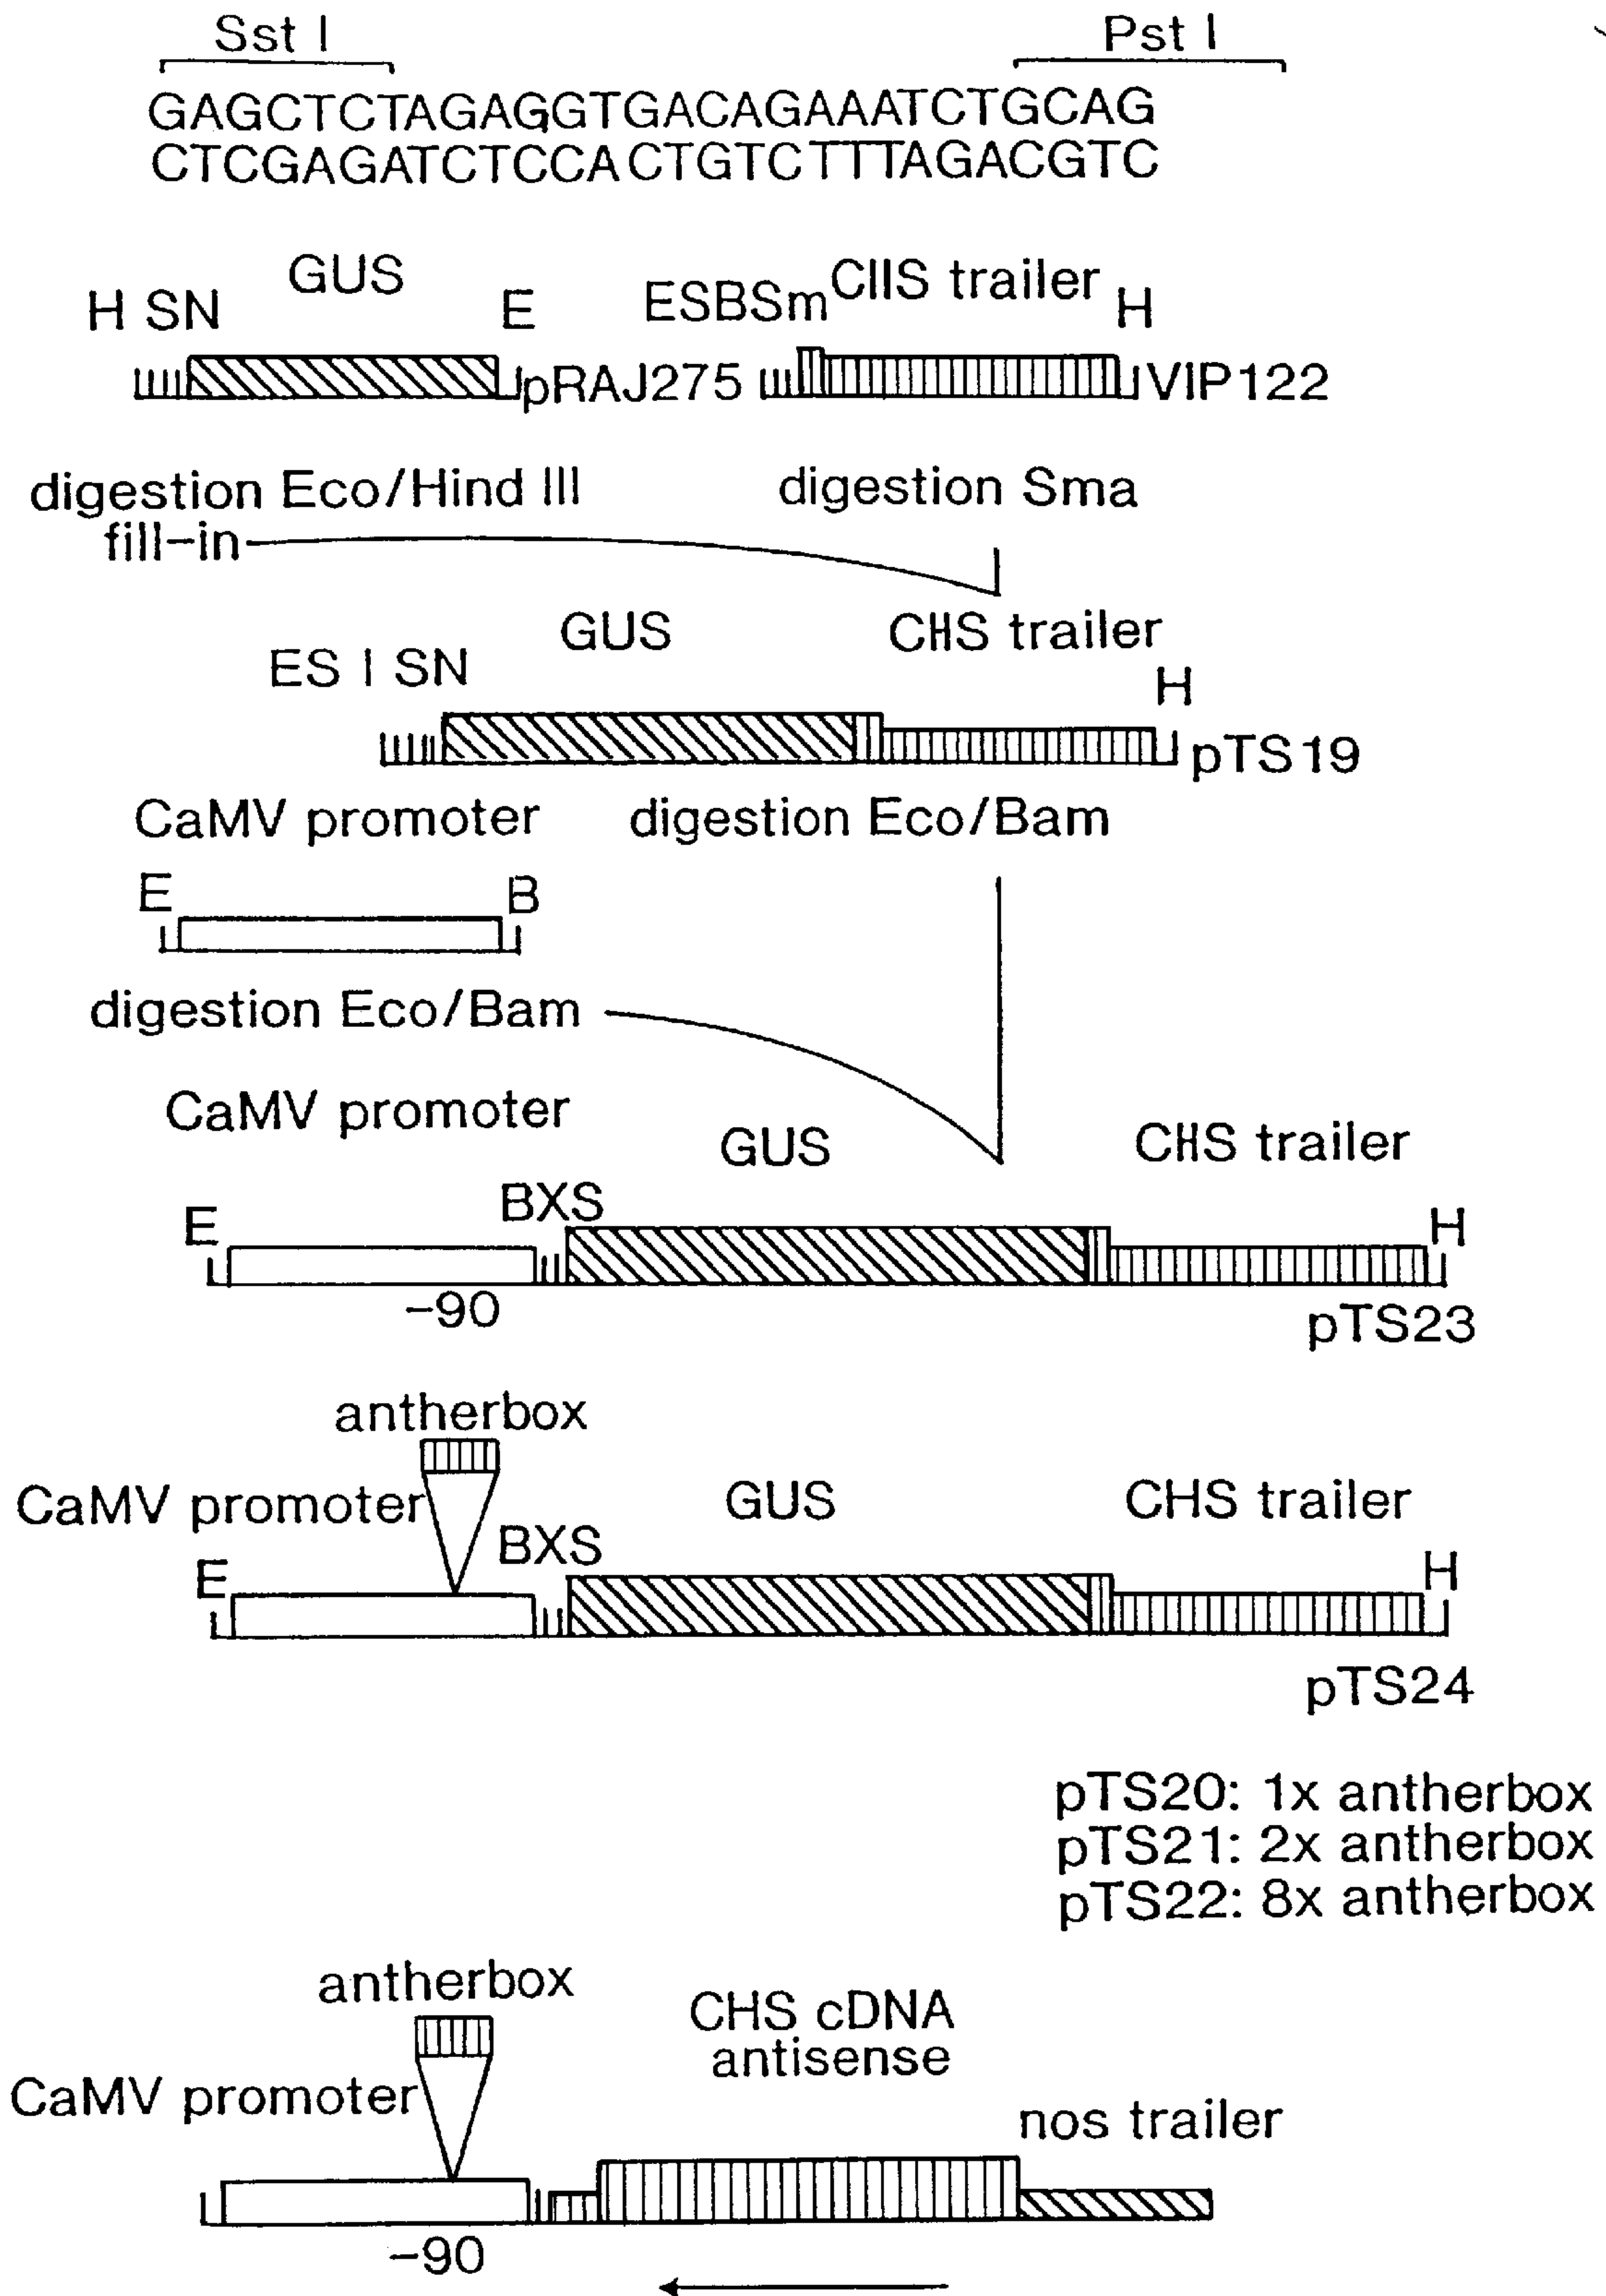 Sst I Pst I
GAGCTCTAGAGGTGACAGAAATCTGCAG
CTCGAGATCTCCACTGTCTTTAGACGTC
GUS CIIS trailer
H SN E ESBSm H
pRAJ275 VIP122
digestion Eco/Hind III digestion Sma
fill-in
GUS CHS trailer
ES I SN H
pTS19
CaMV promoter digestion Eco/Bam
E B
digestion Eco/Bam
CaMV promoter GUS CHS trailer
E BXS H
-90 pTS23
antherbox
CaMV promoter GUS CHS trailer
E BXS H
pTS24
pTS20: 1x antherbox
pTS21: 2x antherbox
pTS22: 8x antherbox
antherbox CHS cDNA
antisense
CaMV promoter nos trailer
-90